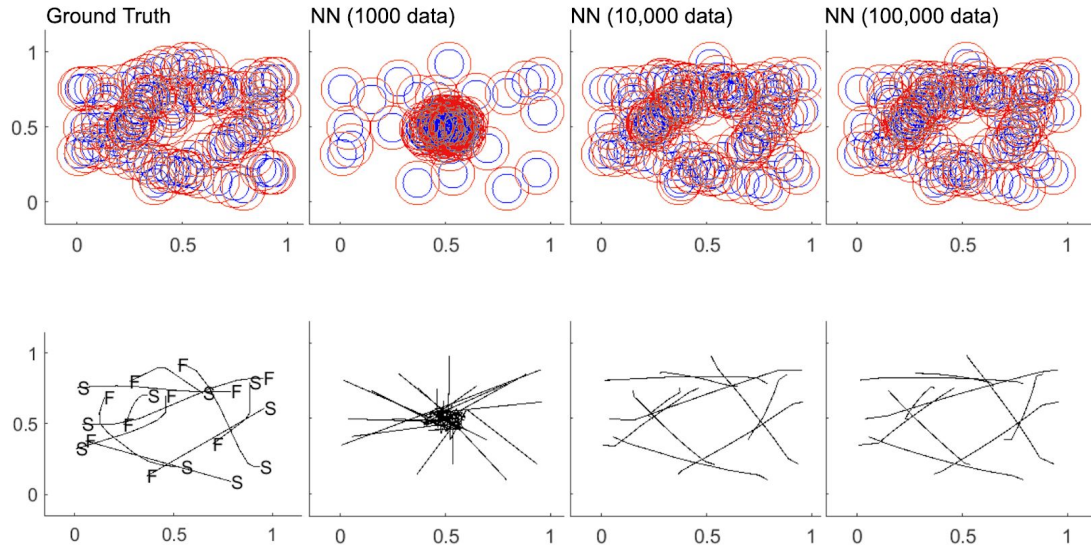 Ground Truth
NN (1000 data)
NN (10,000 data)
NN (100,000 data)
1
0.5
0
0 0.5 1
0 0.5 1
0 0.5 1
0 0.5 1
1
0.5
0
F
F S F
S S S F
F F
S
S F
F F
S
S S
F S
0 0.5 1
0 0.5 1
0 0.5 1
0 0.5 1